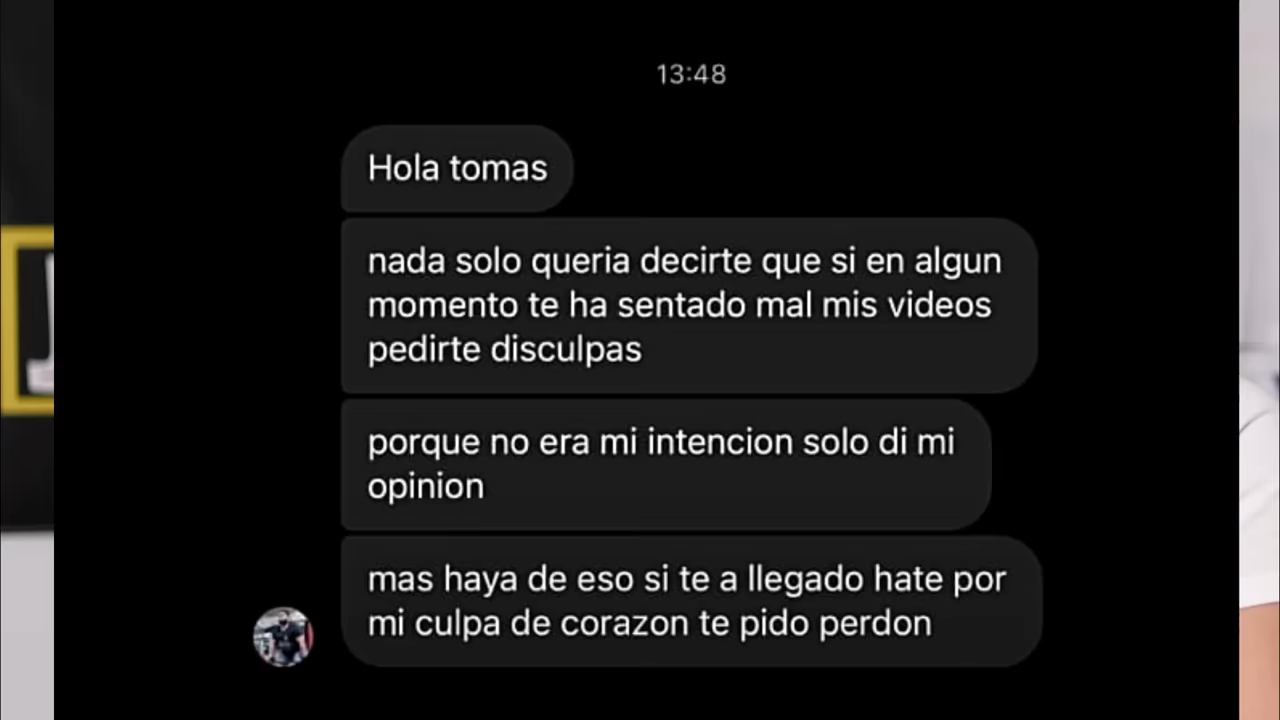 13:48
Hola tomas
nada solo queria decirte que si en algun
momento te ha sentado mal mis videos
pedirte disculpas
porque no era mi intencion solo di mi
opinion
mas haya de eso si te a llegado hate por
mi culpa de corazon te pido perdon